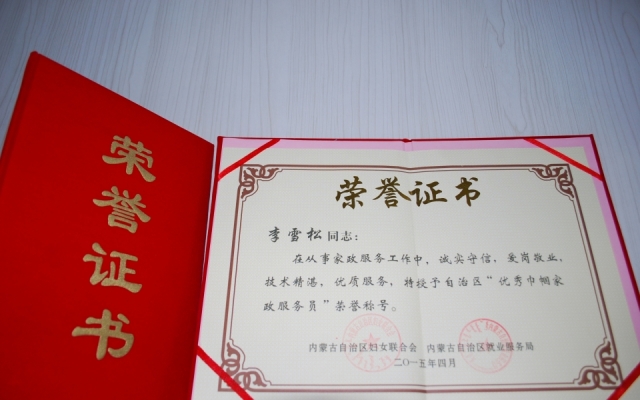 荣誉证书
荣誉证书
李雪松同志:
在从事家政服务工作中，诚实守信，爱岗敬业，
技术精湛，优质服务，特授予自治区“优秀巾帼家
政服务员”荣誉称号。
内蒙古自治区妇女联合会 内蒙古自治区就业服务局
二〇一五年四月